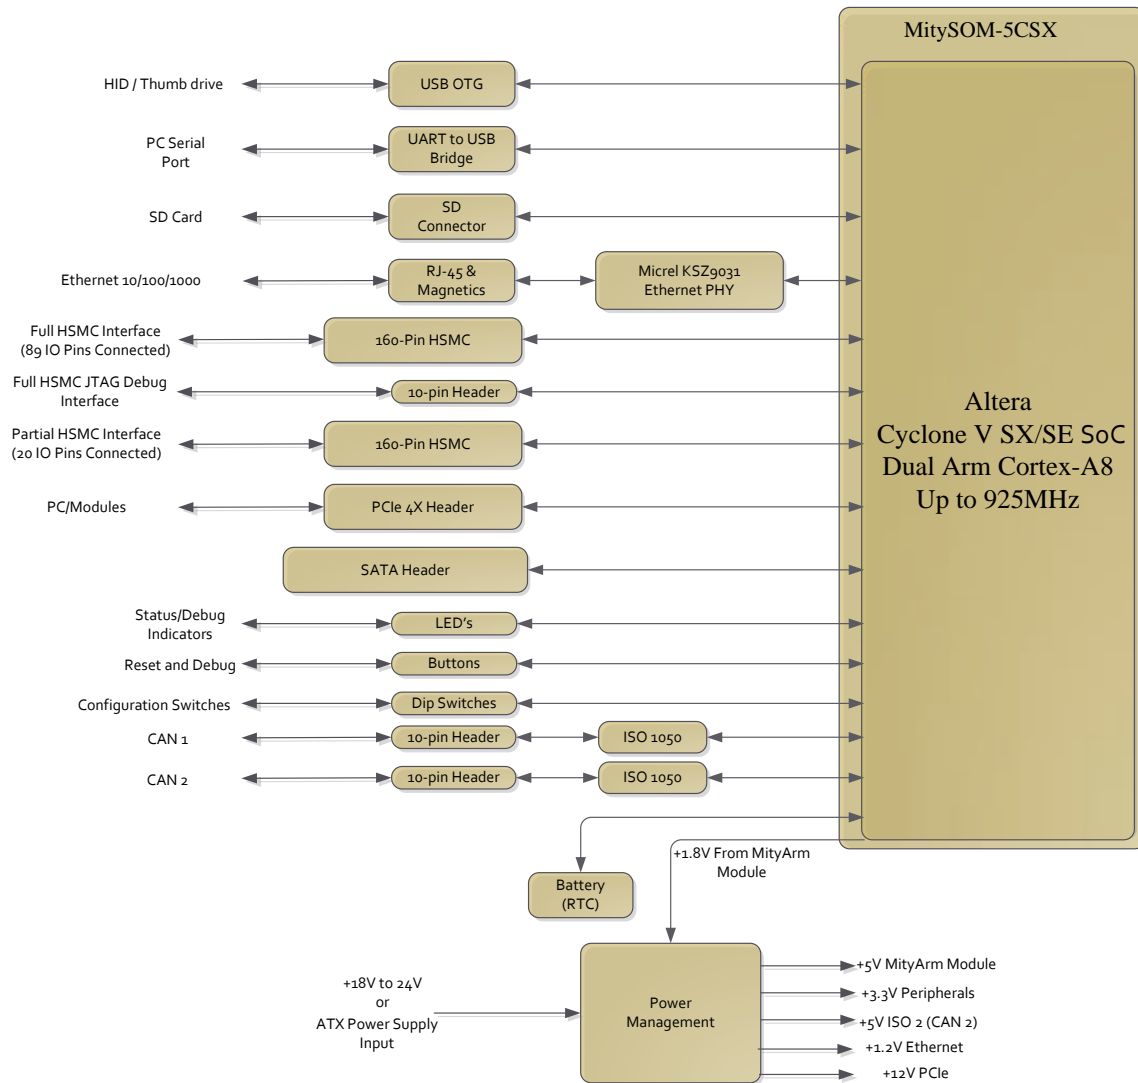 MitySOM-5CSX
HID / Thumb drive
USB OTG
PC Serial
Port
UART to USB
Bridge
SD Card
SD
Connector
Ethernet 10/100/1000
RJ-45 &
Magnetics
Micrel KSZ9031
Ethernet PHY
Full HSMC Interface
(89 IO Pins Connected)
160-Pin HSMC
Full HSMC JTAG Debug
Interface
10-pin Header
Partial HSMC Interface
(20 IO Pins Connected)
160-Pin HSMC
PC/Modules
PCIe 4X Header
SATA Header
Altera
Cyclone V SX/SE SoC
Dual Arm Cortex-A8
Up to 925MHz
Status/Debug
Indicators
LED's
Reset and Debug
Buttons
Configuration Switches
Dip Switches
CAN 1
10-pin Header
ISO 1050
CAN 2
10-pin Header
ISO 1050
+1.8V From MityArm
Module
Battery
(RTC)
+18V to 24V
or
ATX Power Supply
Input
Power
Management
+5V MityArm Module
+3.3V Peripherals
+5V ISO 2 (CAN 2)
+1.2V Ethernet
+12V PCIe